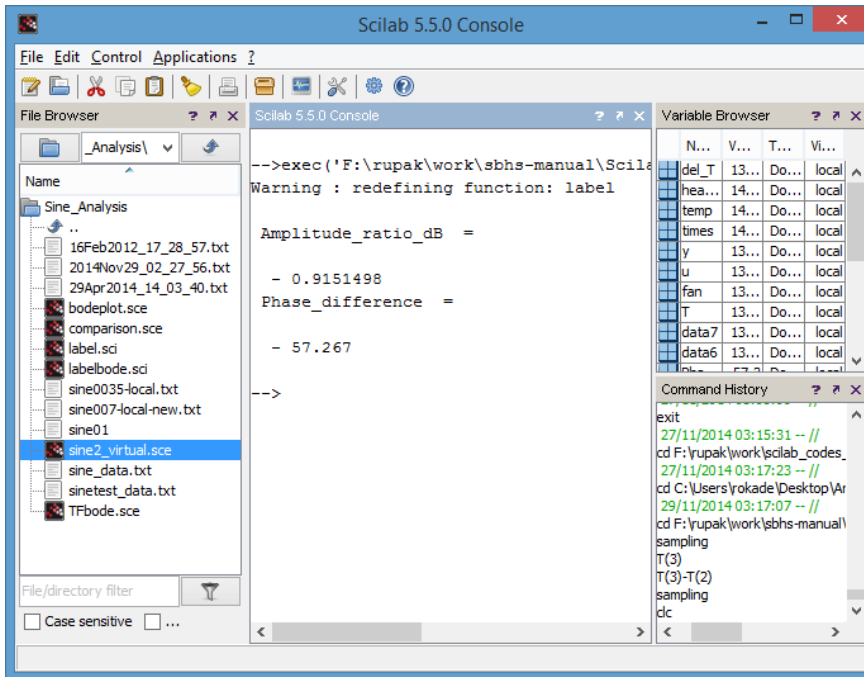 Scilab 5.5.0 Console
File Edit Control Applications ?
File Browser
_Analysis\
Name
Sine_Analysis
..
16Feb2012_17_28_57.txt
2014Nov29_02_27_56.txt
29Apr2014_14_03_40.txt
bodeplot.sce
comparison.sce
label.sci
labelbode.sce
sine0035-local.txt
sine007-local-new.txt
sine01
sine2_virtual.sce
sine_data.txt
sinetest_data.txt
TFbode.sce
File/directory filter
Case sensitive ...
Scilab 5.5.0 Console
-->exec('F:\rupak\work\sbhs-manual\Scila
Warning : redefining function: label
Amplitude_ratio_dB =
- 0.9151498
Phase_difference =
- 57.267
-->
Variable Browser
N... V... T... Vi...
del_T 13... Do... local
hea... 14... Do... local
temp 14... Do... local
times 14... Do... local
y 13... Do... local
u 13... Do... local
fan 13... Do... local
T 13... Do... local
data7 13... Do... local
data6 13... Do... local
Command History
exit
27/11/2014 03:15:31 -- //
cd F:\rupak\work\scilab_codes_
27/11/2014 03:17:23 -- //
cd C:\Users\rokade\Desktop\Ar
29/11/2014 03:17:07 -- //
cd F:\rupak\work\sbhs-manual\
sampling
T(3)
T(3)-T(2)
sampling
clc